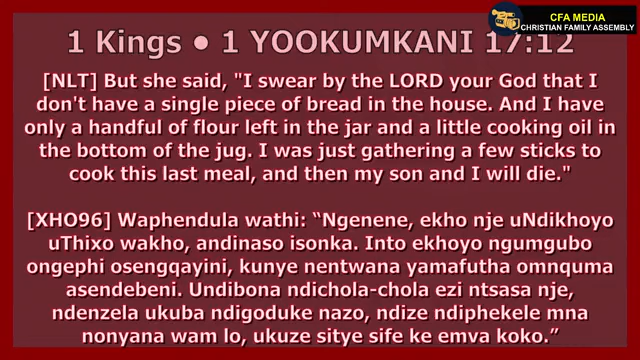 CFA MEDIA
CHRISTIAN FAMILY ASSEMBLY
1 Kings ● 1 YOOKUMKANI 17:12
[NLT] But she said, "I swear by the LORD your God that I
don't have a single piece of bread in the house. And I have
only a handful of flour left in the jar and a little cooking oil in
the bottom of the jug. I was just gathering a few sticks to
cook this last meal, and then my son and I will die."
[XHO96] Waphendula wathi: “Ngenene, ekho nje uNdikhoyo
uThixo wakho, andinaso isonka. Into ekhoyo ngumgubo
ongephi osengqayini, kunye nentwana yamafutha omnquma
asendebeni. Undibona ndichola-chola ezi ntsasa nje,
ndenzela ukuba ndigoduke nazo, ndize ndiphekele mna
nonyana wam lo, ukuze sitye sife ke emva koko.”